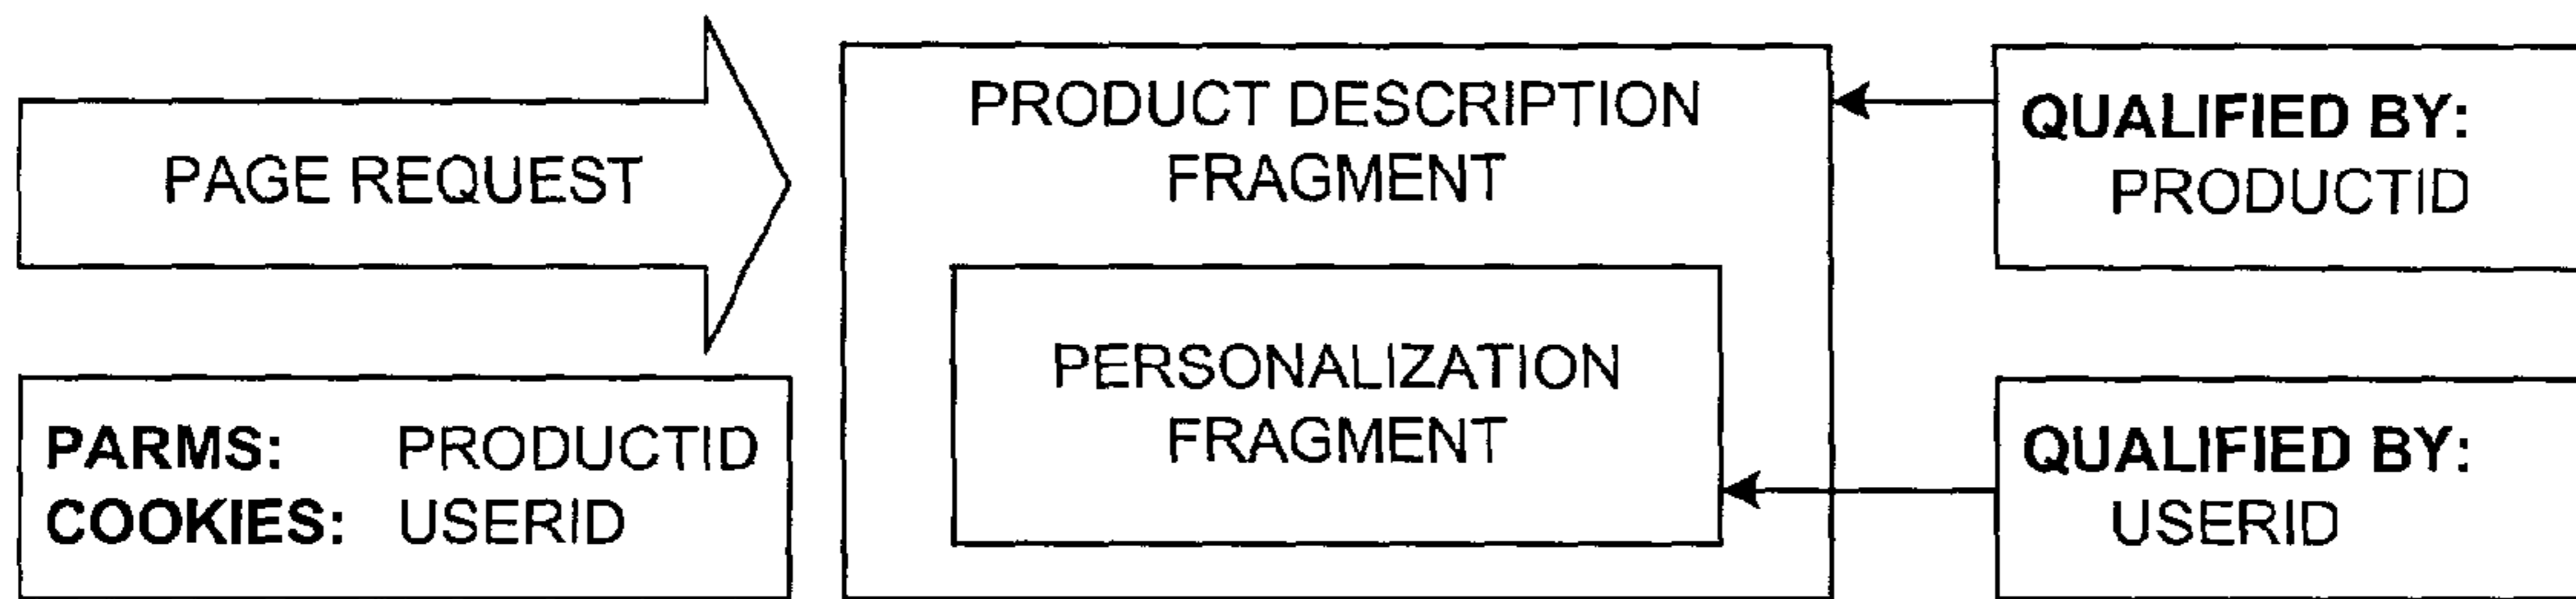 PAGE REQUEST
PARMS: PRODUCTID
COOKIES: USERID
PRODUCT DESCRIPTION
FRAGMENT
PERSONALIZATION
FRAGMENT
QUALIFIED BY:
PRODUCTID
QUALIFIED BY:
USERID